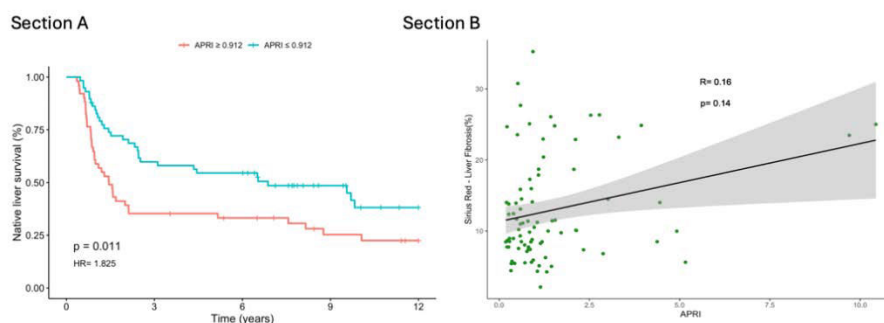 Section A
APRI ≥ 0.912 APRI ≤ 0.912
Native liver survival (%)
1.00
0.75
0.50
0.25
0.00
p = 0.011
HR= 1.825
0 3 6 9 12
Time (years)
Section B
Sirius Red - Liver Fibrosis(%)
30
20
10
R= 0.16
p= 0.14
0.0 2.5 5.0 7.5 10.0
APRI